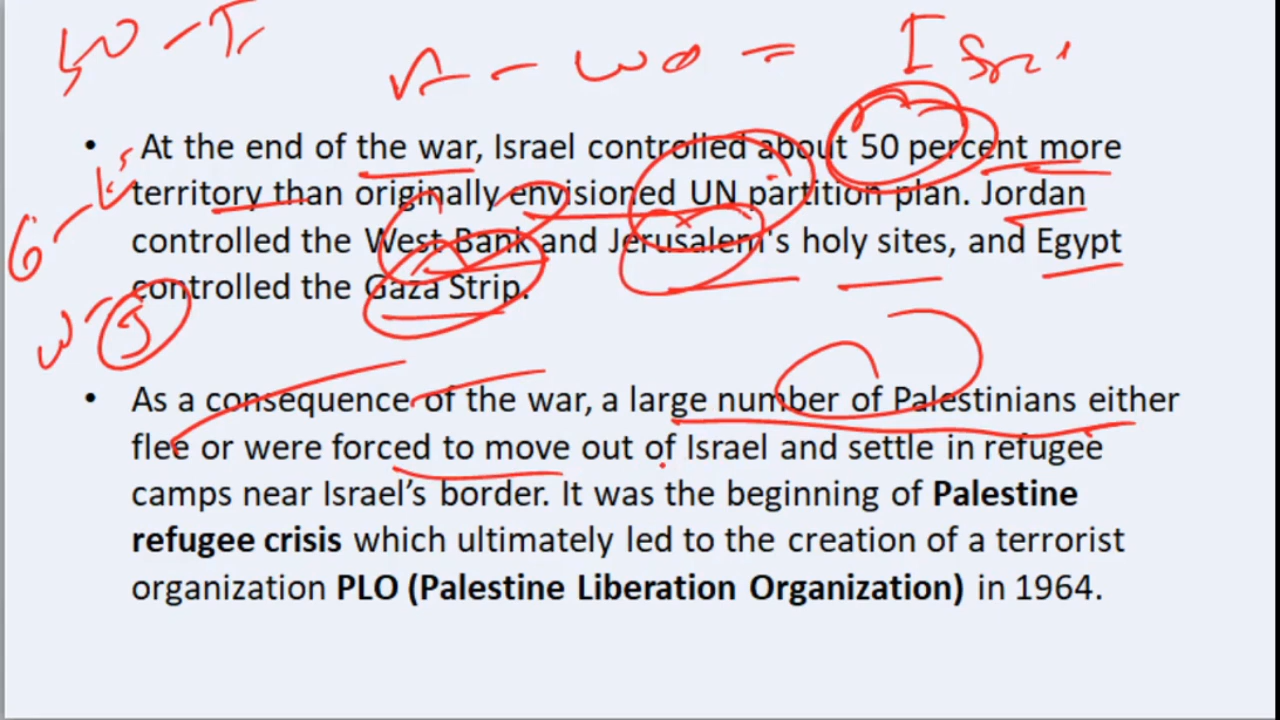 • At the end of the war, Israel controlled about 50 percent more
territory than originally envisioned UN partition plan. Jordan
controlled the West Bank and Jerusalem's holy sites, and Egypt
controlled the Gaza Strip.
• As a consequence of the war, a large number of Palestinians either
flee or were forced to move out of Israel and settle in refugee
camps near Israel’s border. It was the beginning of Palestine
refugee crisis which ultimately led to the creation of a terrorist
organization PLO (Palestine Liberation Organization) in 1964.